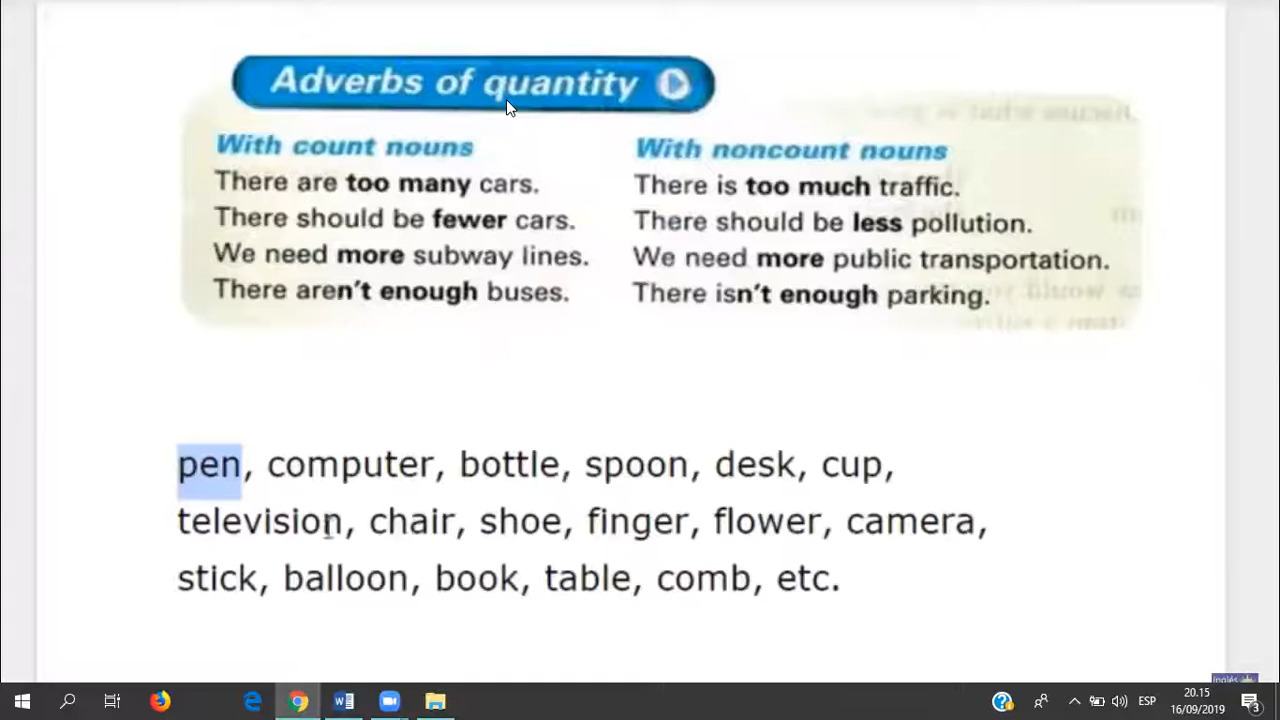 Adverbs of quantity
With count nouns
There are too many cars.
There should be fewer cars.
We need more subway lines.
There aren't enough buses.
With noncount nouns
There is too much traffic.
There should be less pollution.
We need more public transportation.
There isn't enough parking.
pen, computer, bottle, spoon, desk, cup,
television, chair, shoe, finger, flower, camera,
stick, balloon, book, table, comb, etc.
Inglés
ESP
20.15
16/09/2019
3